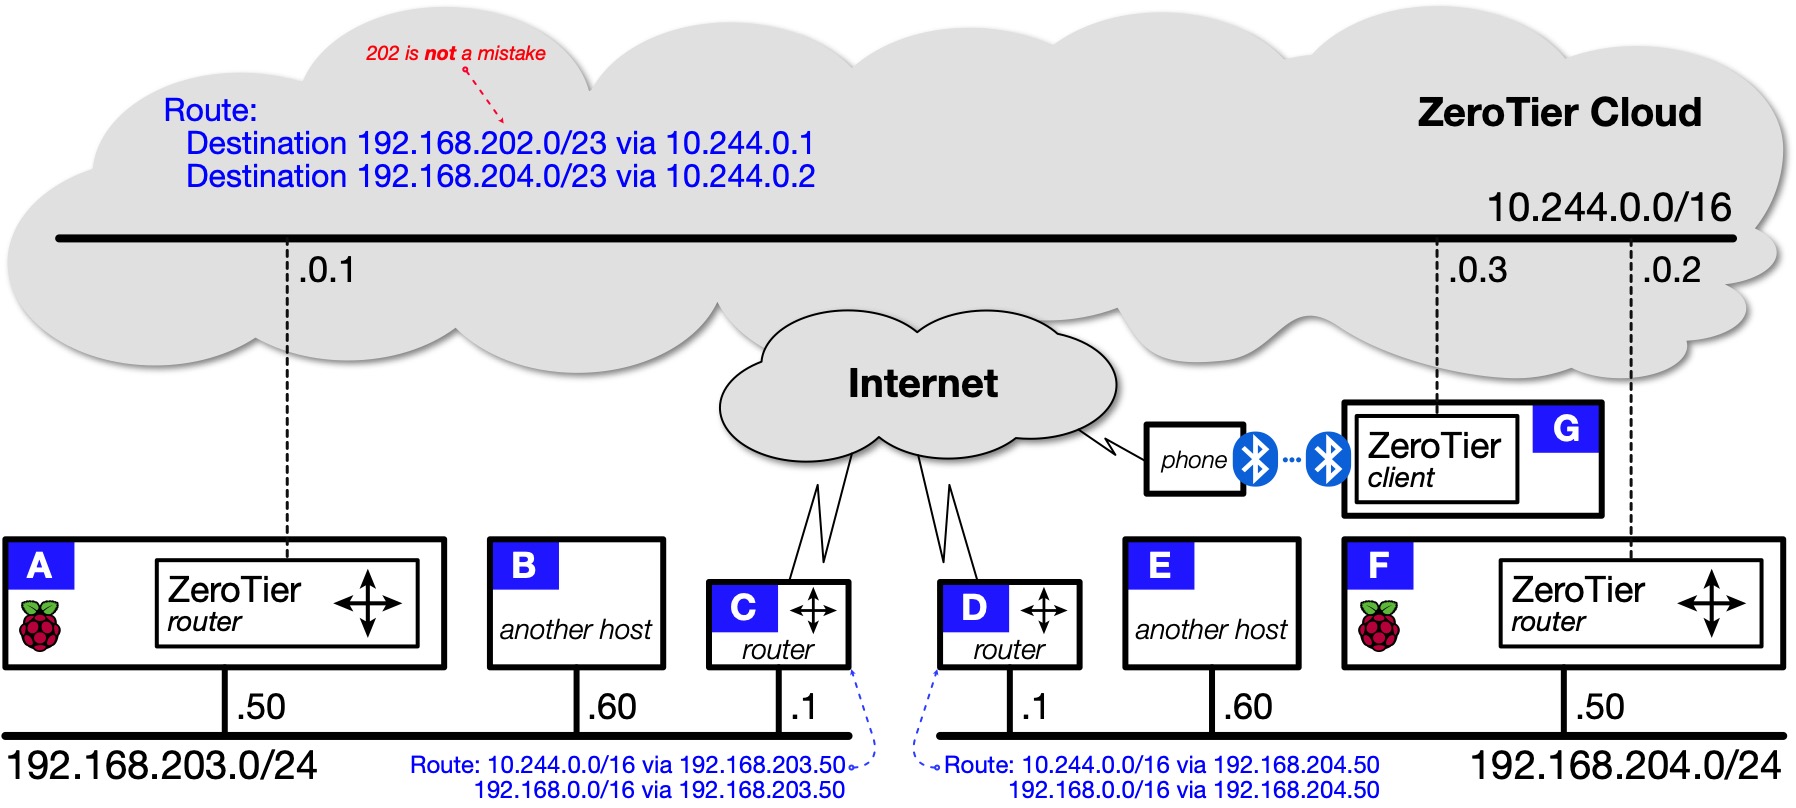 202 is not a mistake
Route:
Destination 192.168.202.0/23 via 10.244.0.1
Destination 192.168.204.0/23 via 10.244.0.2
ZeroTier Cloud
10.244.0.0/16
.0.1
.0.3
.0.2
Internet
phone
ZeroTier
client
G
A
ZeroTier
router
B
another host
C
router
D
router
E
another host
F
ZeroTier
router
.50
.60
.1
.1
.60
.50
192.168.203.0/24
Route: 10.244.0.0/16 via 192.168.203.50
192.168.0.0/16 via 192.168.203.50
Route: 10.244.0.0/16 via 192.168.204.50
192.168.0.0/16 via 192.168.204.50
192.168.204.0/24